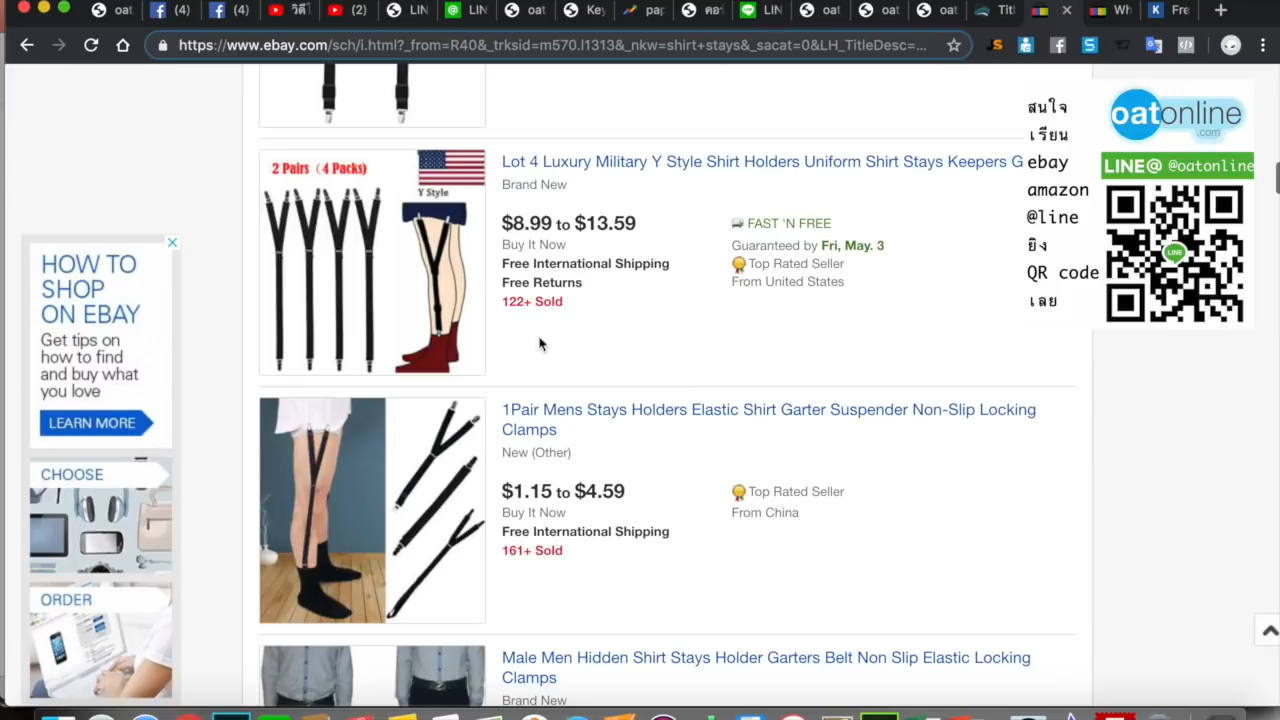 oat
(4)
(4)
วิดี
(2)
LIN
LIN
oat
Key
pap
LIN
oat
oat
oat
Titl
Wh
Fre
https://www.ebay.com/sch/i.html?_from=R40&_trksid=m570.l1313&_nkw=shirt+stays&_sacat=0&LH_TitleDesc=...
สนใจ
เรียน
ebay
amazon
@line
ยิง
QR code
เลย
oatonline
.com
LINE@ @oatonline
LINE
2 Pairs (4 Packs)
Y Style
Lot 4 Luxury Military Y Style Shirt Holders Uniform Shirt Stays Keepers G
Brand New
$8.99 to $13.59
Buy It Now
Free International Shipping
Free Returns
122+ Sold
FAST 'N FREE
Guaranteed by Fri, May. 3
Top Rated Seller
From United States
HOW TO
SHOP
ON EBAY
Get tips on
how to find
and buy what
you love
LEARN MORE
CHOOSE
ORDER
1Pair Mens Stays Holders Elastic Shirt Garter Suspender Non-Slip Locking
Clamps
New (Other)
$1.15 to $4.59
Buy It Now
Free International Shipping
161+ Sold
Top Rated Seller
From China
Male Men Hidden Shirt Stays Holder Garters Belt Non Slip Elastic Locking
Clamps
Brand New